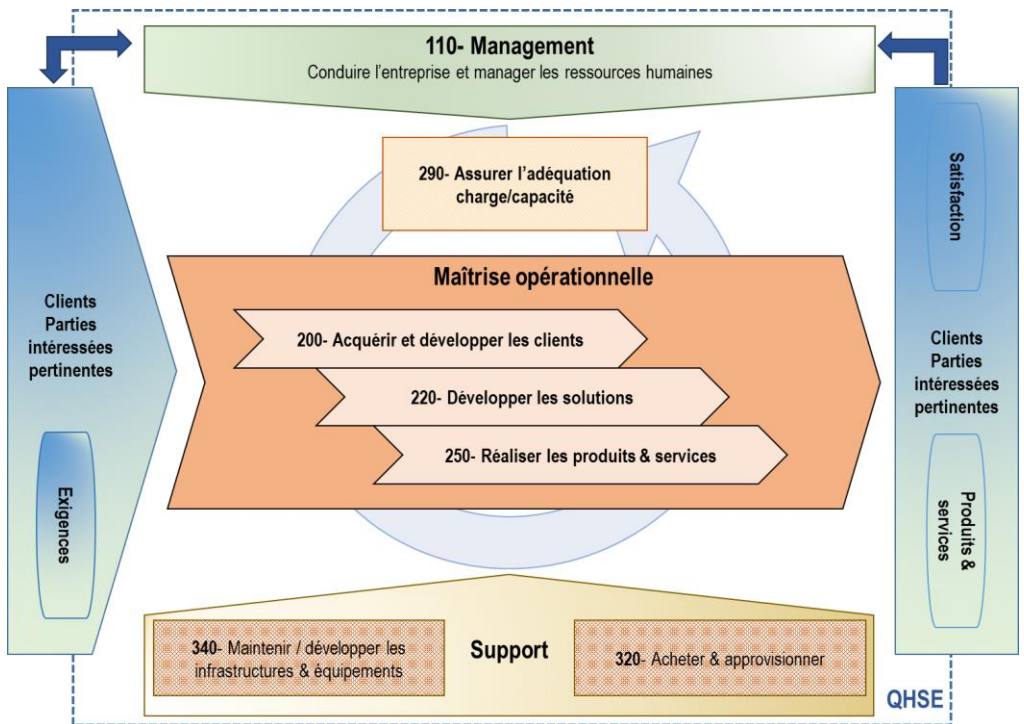 110- Management
Conduire l’entreprise et manager les ressources humaines
290- Assurer l’adéquation
charge/capacité
Clients
Parties
intéressées
pertinentes
Exigences
Maîtrise opérationnelle
200- Acquérir et développer les clients
220- Développer les solutions
250- Réaliser les produits & services
Satisfaction
Clients
Parties
intéressées
pertinentes
Produits &
services
340- Maintenir / développer les
infrastructures & équipements
Support
320- Acheter & approvisionner
QHSE